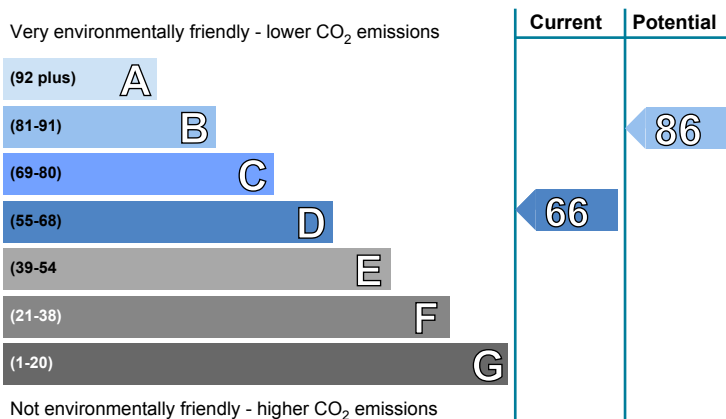 Very environmentally friendly - lower CO2 emissions
Current
Potential
(92 plus) A
(81-91) B
86
(69-80) C
(55-68) D
66
(39-54 E
(21-38) F
(1-20) G
Not environmentally friendly - higher CO2 emissions